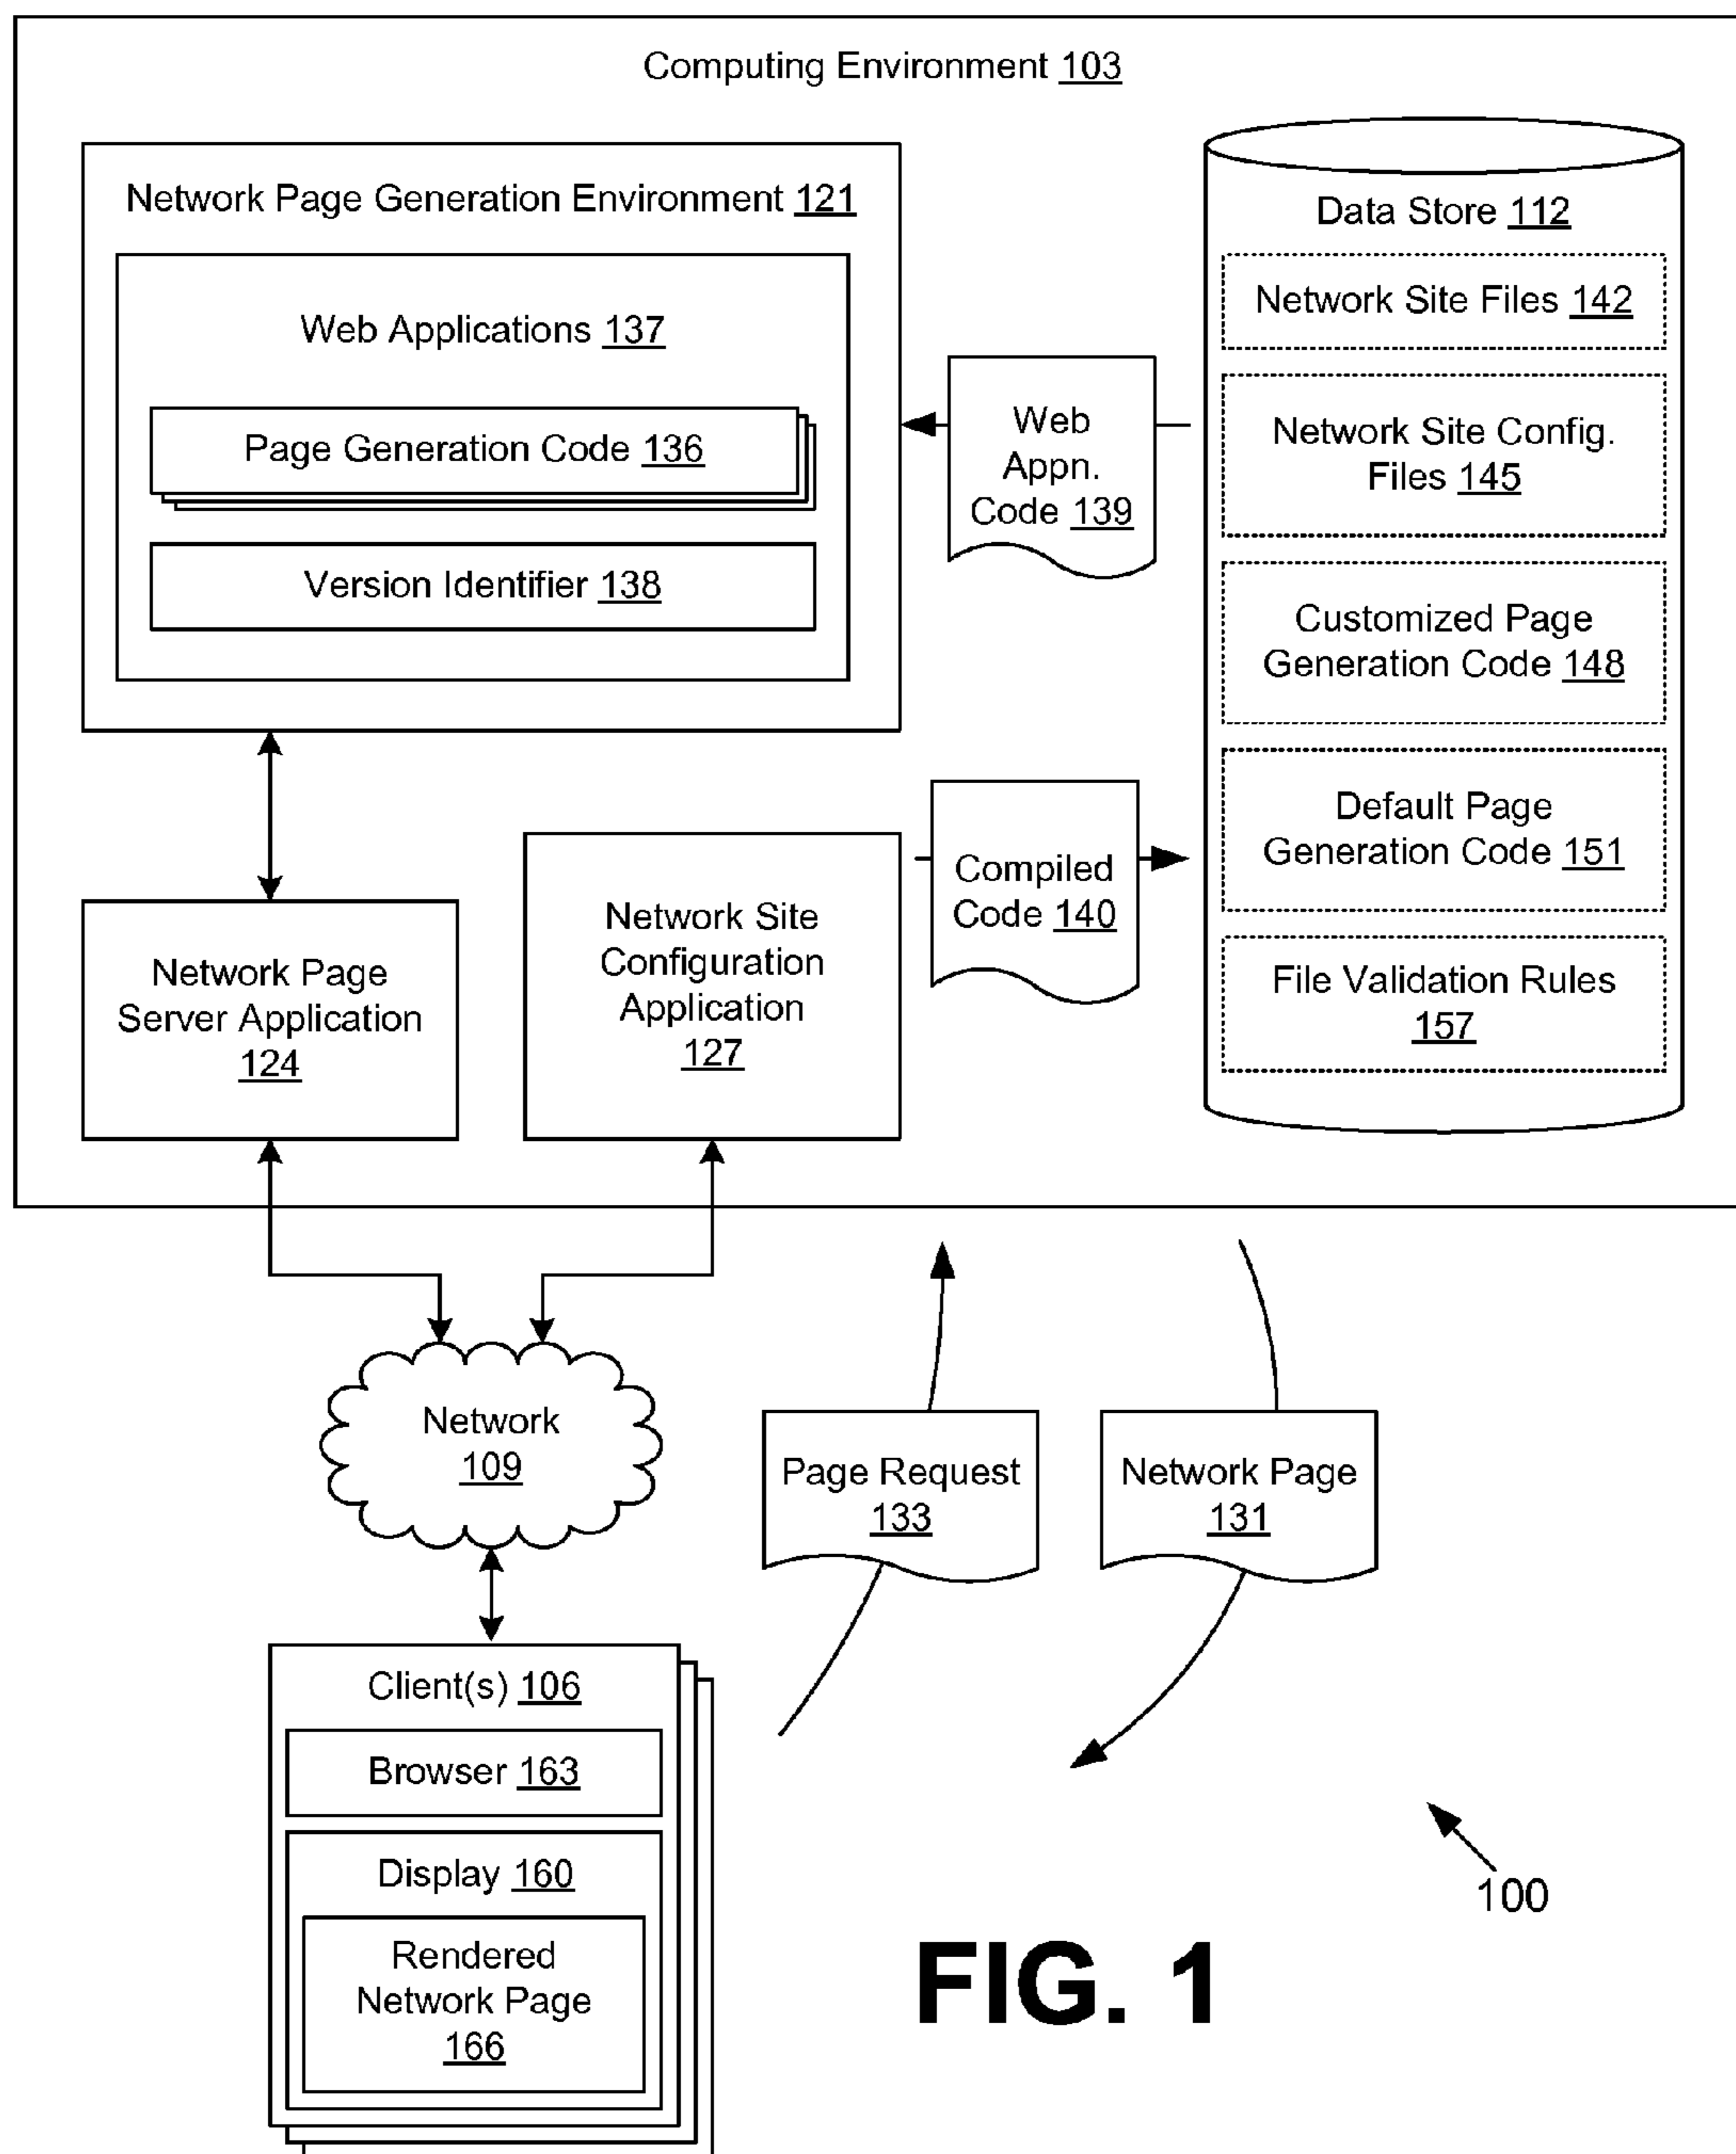 Computing Environment 103
Network Page Generation Environment 121
Web Applications 137
Page Generation Code 136
Version Identifier 138
Web
Appn.
Code 139
Data Store 112
Network Site Files 142
Network Site Config.
Files 145
Customized Page
Generation Code 148
Default Page
Generation Code 151
File Validation Rules
157
Compiled
Code 140
Network Page
Server Application
124
Network Site
Configuration
Application
127
Network
109
Page Request
133
Network Page
131
Client(s) 106
Browser 163
Display 160
Rendered
Network Page
166
100
FIG. 1